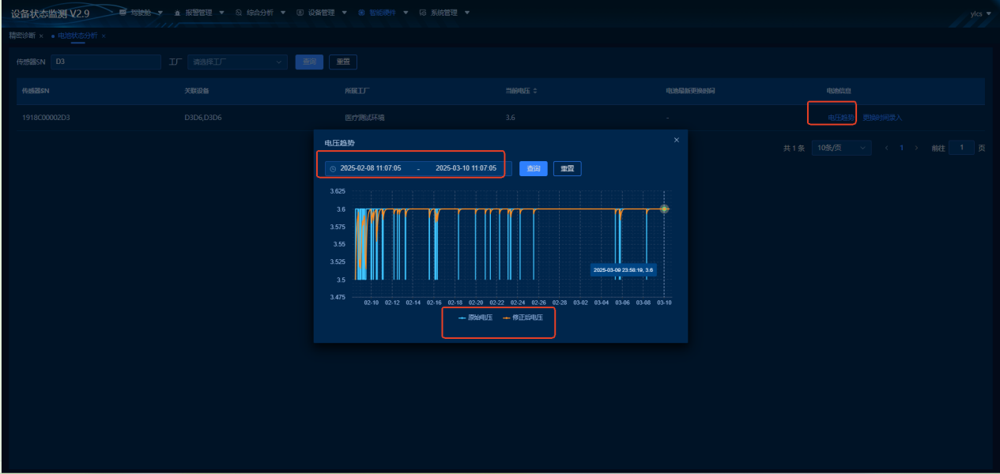 设备状态监测 V2.9 驾驶舱 报警管理 综合分析 设备管理 智能硬件 系统管理 ylcs
精密诊断 × 电池状态分析 ×
传感器SN D3 工厂 请选择工厂 查询 重置
传感器SN 关联设备 所属工厂 当前电压 电池最新更换时间 电池信息
1918C00002D3 D3D6,D3D6 医疗测试环境 3.6 - 电压趋势 更换时间录入
共 1 条 10条/页 < 1 > 前往 1 页
电压趋势 ×
2025-02-08 11:07:05 - 2025-03-10 11:07:05 查询 重置
3.625
3.6
3.575
3.55
3.525
3.5
3.475
2025-03-09 23:58:19, 3.6
02-10 02-12 02-14 02-16 02-18 02-20 02-22 02-24 02-26 02-28 03-02 03-04 03-06 03-08 03-10
原始电压 修正后电压